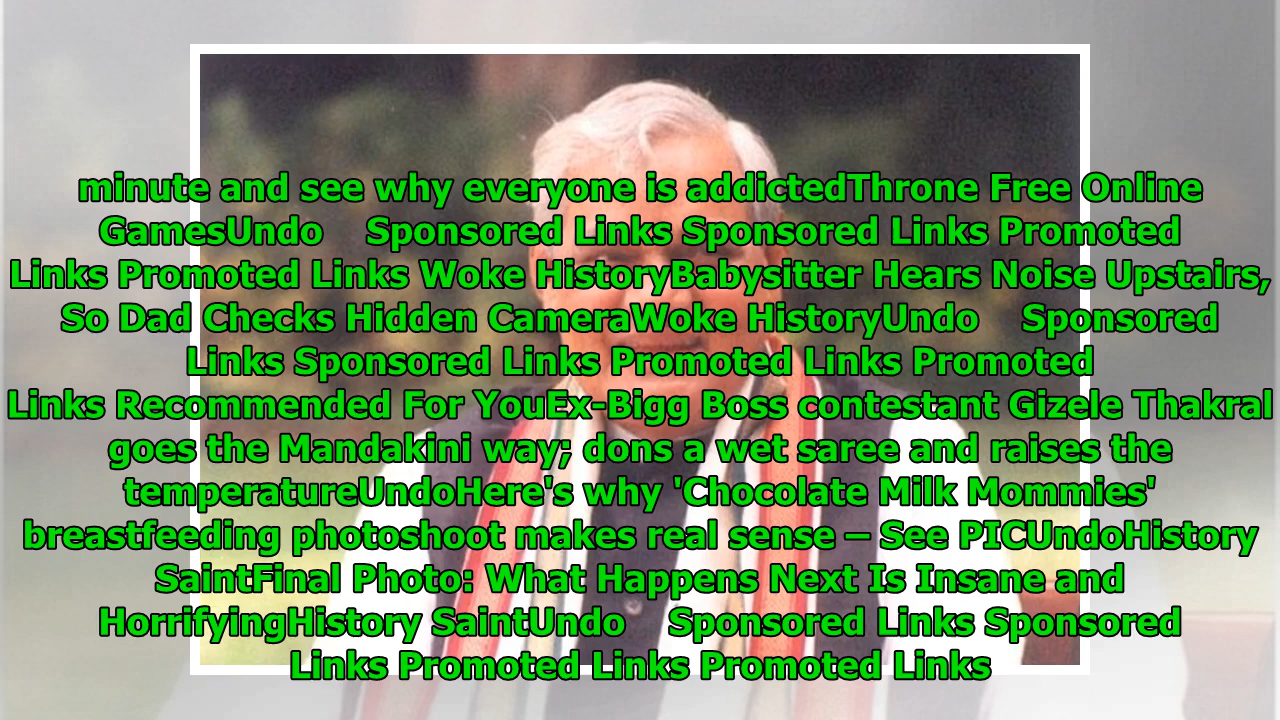 minute and see why everyone is addictedThrone Free Online
GamesUndo Sponsored Links Sponsored Links Promoted
Links Promoted Links Woke HistoryBabysitter Hears Noise Upstairs,
So Dad Checks Hidden CameraWoke HistoryUndo Sponsored
Links Sponsored Links Promoted Links Promoted
Links Recommended For YouEx-Bigg Boss contestant Gizele Thakral
goes the Mandakini way; dons a wet saree and raises the
temperatureUndoHere's why 'Chocolate Milk Mommies'
breastfeeding photoshoot makes real sense – See PICUndoHistory
SaintFinal Photo: What Happens Next Is Insane and
HorrifyingHistory SaintUndo Sponsored Links Sponsored
Links Promoted Links Promoted Links